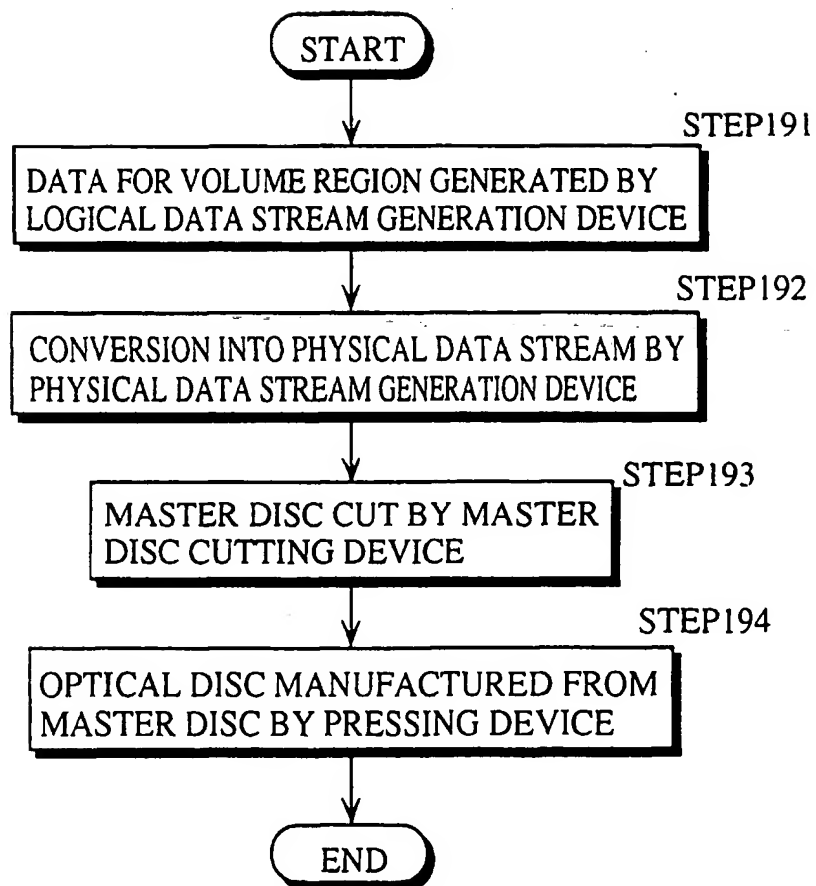 START
STEP191
DATA FOR VOLUME REGION GENERATED BY
LOGICAL DATA STREAM GENERATION DEVICE
STEP192
CONVERSION INTO PHYSICAL DATA STREAM BY
PHYSICAL DATA STREAM GENERATION DEVICE
STEP193
MASTER DISC CUT BY MASTER
DISC CUTTING DEVICE
STEP194
OPTICAL DISC MANUFACTURED FROM
MASTER DISC BY PRESSING DEVICE
END